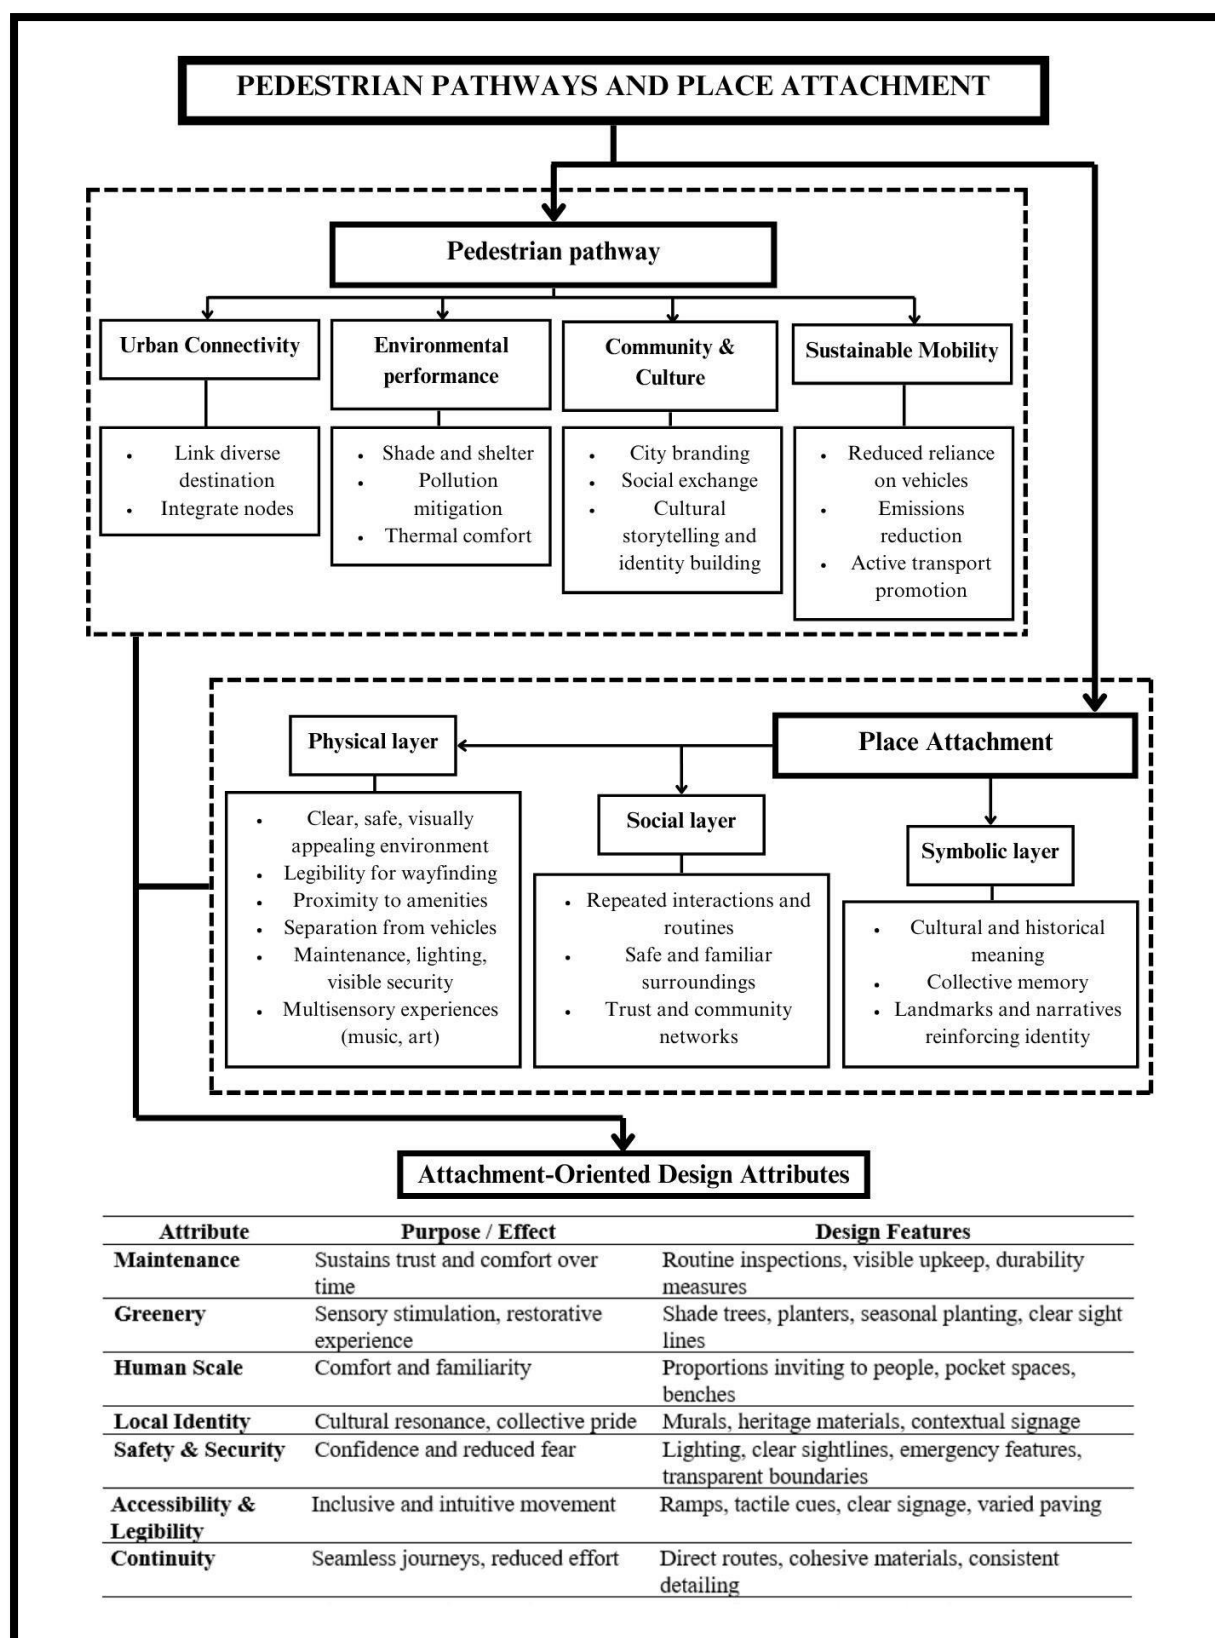 PEDESTRIAN PATHWAYS AND PLACE ATTACHMENT
Pedestrian pathway
Urban Connectivity
• Link diverse
destination
• Integrate nodes
Environmental
performance
• Shade and shelter
• Pollution
mitigation
• Thermal comfort
Community &
Culture
• City branding
• Social exchange
• Cultural
storytelling and
identity building
Sustainable Mobility
• Reduced reliance
on vehicles
• Emissions
reduction
• Active transport
promotion
Place Attachment
Physical layer
• Clear, safe, visually
appealing environment
• Legibility for wayfinding
• Proximity to amenities
• Separation from vehicles
• Maintenance, lighting,
visible security
• Multisensory experiences
(music, art)
Social layer
• Repeated interactions and
routines
• Safe and familiar
surroundings
• Trust and community
networks
Symbolic layer
• Cultural and historical
meaning
• Collective memory
• Landmarks and narratives
reinforcing identity
Attachment-Oriented Design Attributes
Attribute Purpose / Effect Design Features
Maintenance Sustains trust and comfort over Routine inspections, visible upkeep, durability
time measures
Greenery Sensory stimulation, restorative Shade trees, planters, seasonal planting, clear sight
experience lines
Human Scale Comfort and familiarity Proportions inviting to people, pocket spaces,
benches
Local Identity Cultural resonance, collective pride Murals, heritage materials, contextual signage
Safety & Security Confidence and reduced fear Lighting, clear sightlines, emergency features,
transparent boundaries
Accessibility & Inclusive and intuitive movement Ramps, tactile cues, clear signage, varied paving
Legibility
Continuity Seamless journeys, reduced effort Direct routes, cohesive materials, consistent
detailing